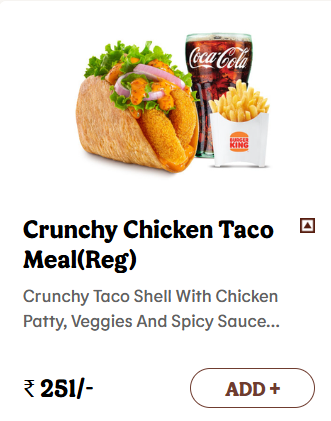 Coca-Cola
BURGER
KING
Crunchy Chicken Taco
Meal(Reg)
Crunchy Taco Shell With Chicken
Patty, Veggies And Spicy Sauce...
₹ 251/-
ADD +